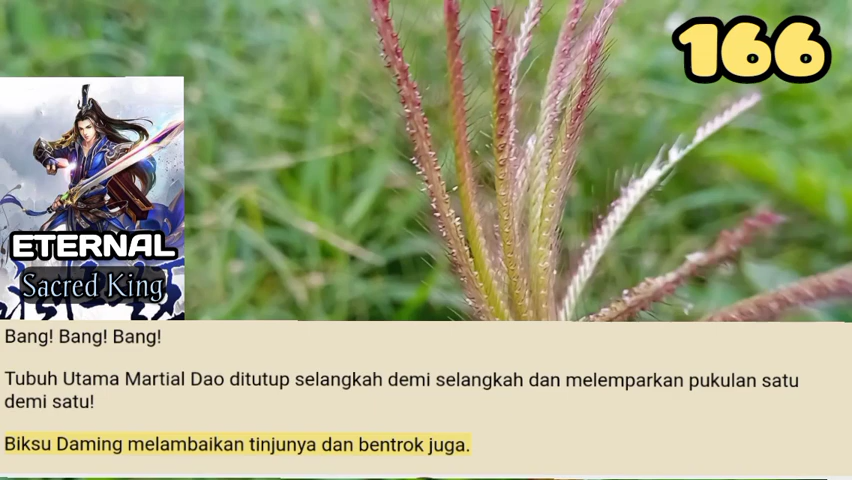 166
ETERNAL
Sacred King
Bang! Bang! Bang!
Tubuh Utama Martial Dao ditutup selangkah demi selangkah dan melemparkan pukulan satu
demi satu!
Biksu Daming melambaikan tinjunya dan bentrok juga.